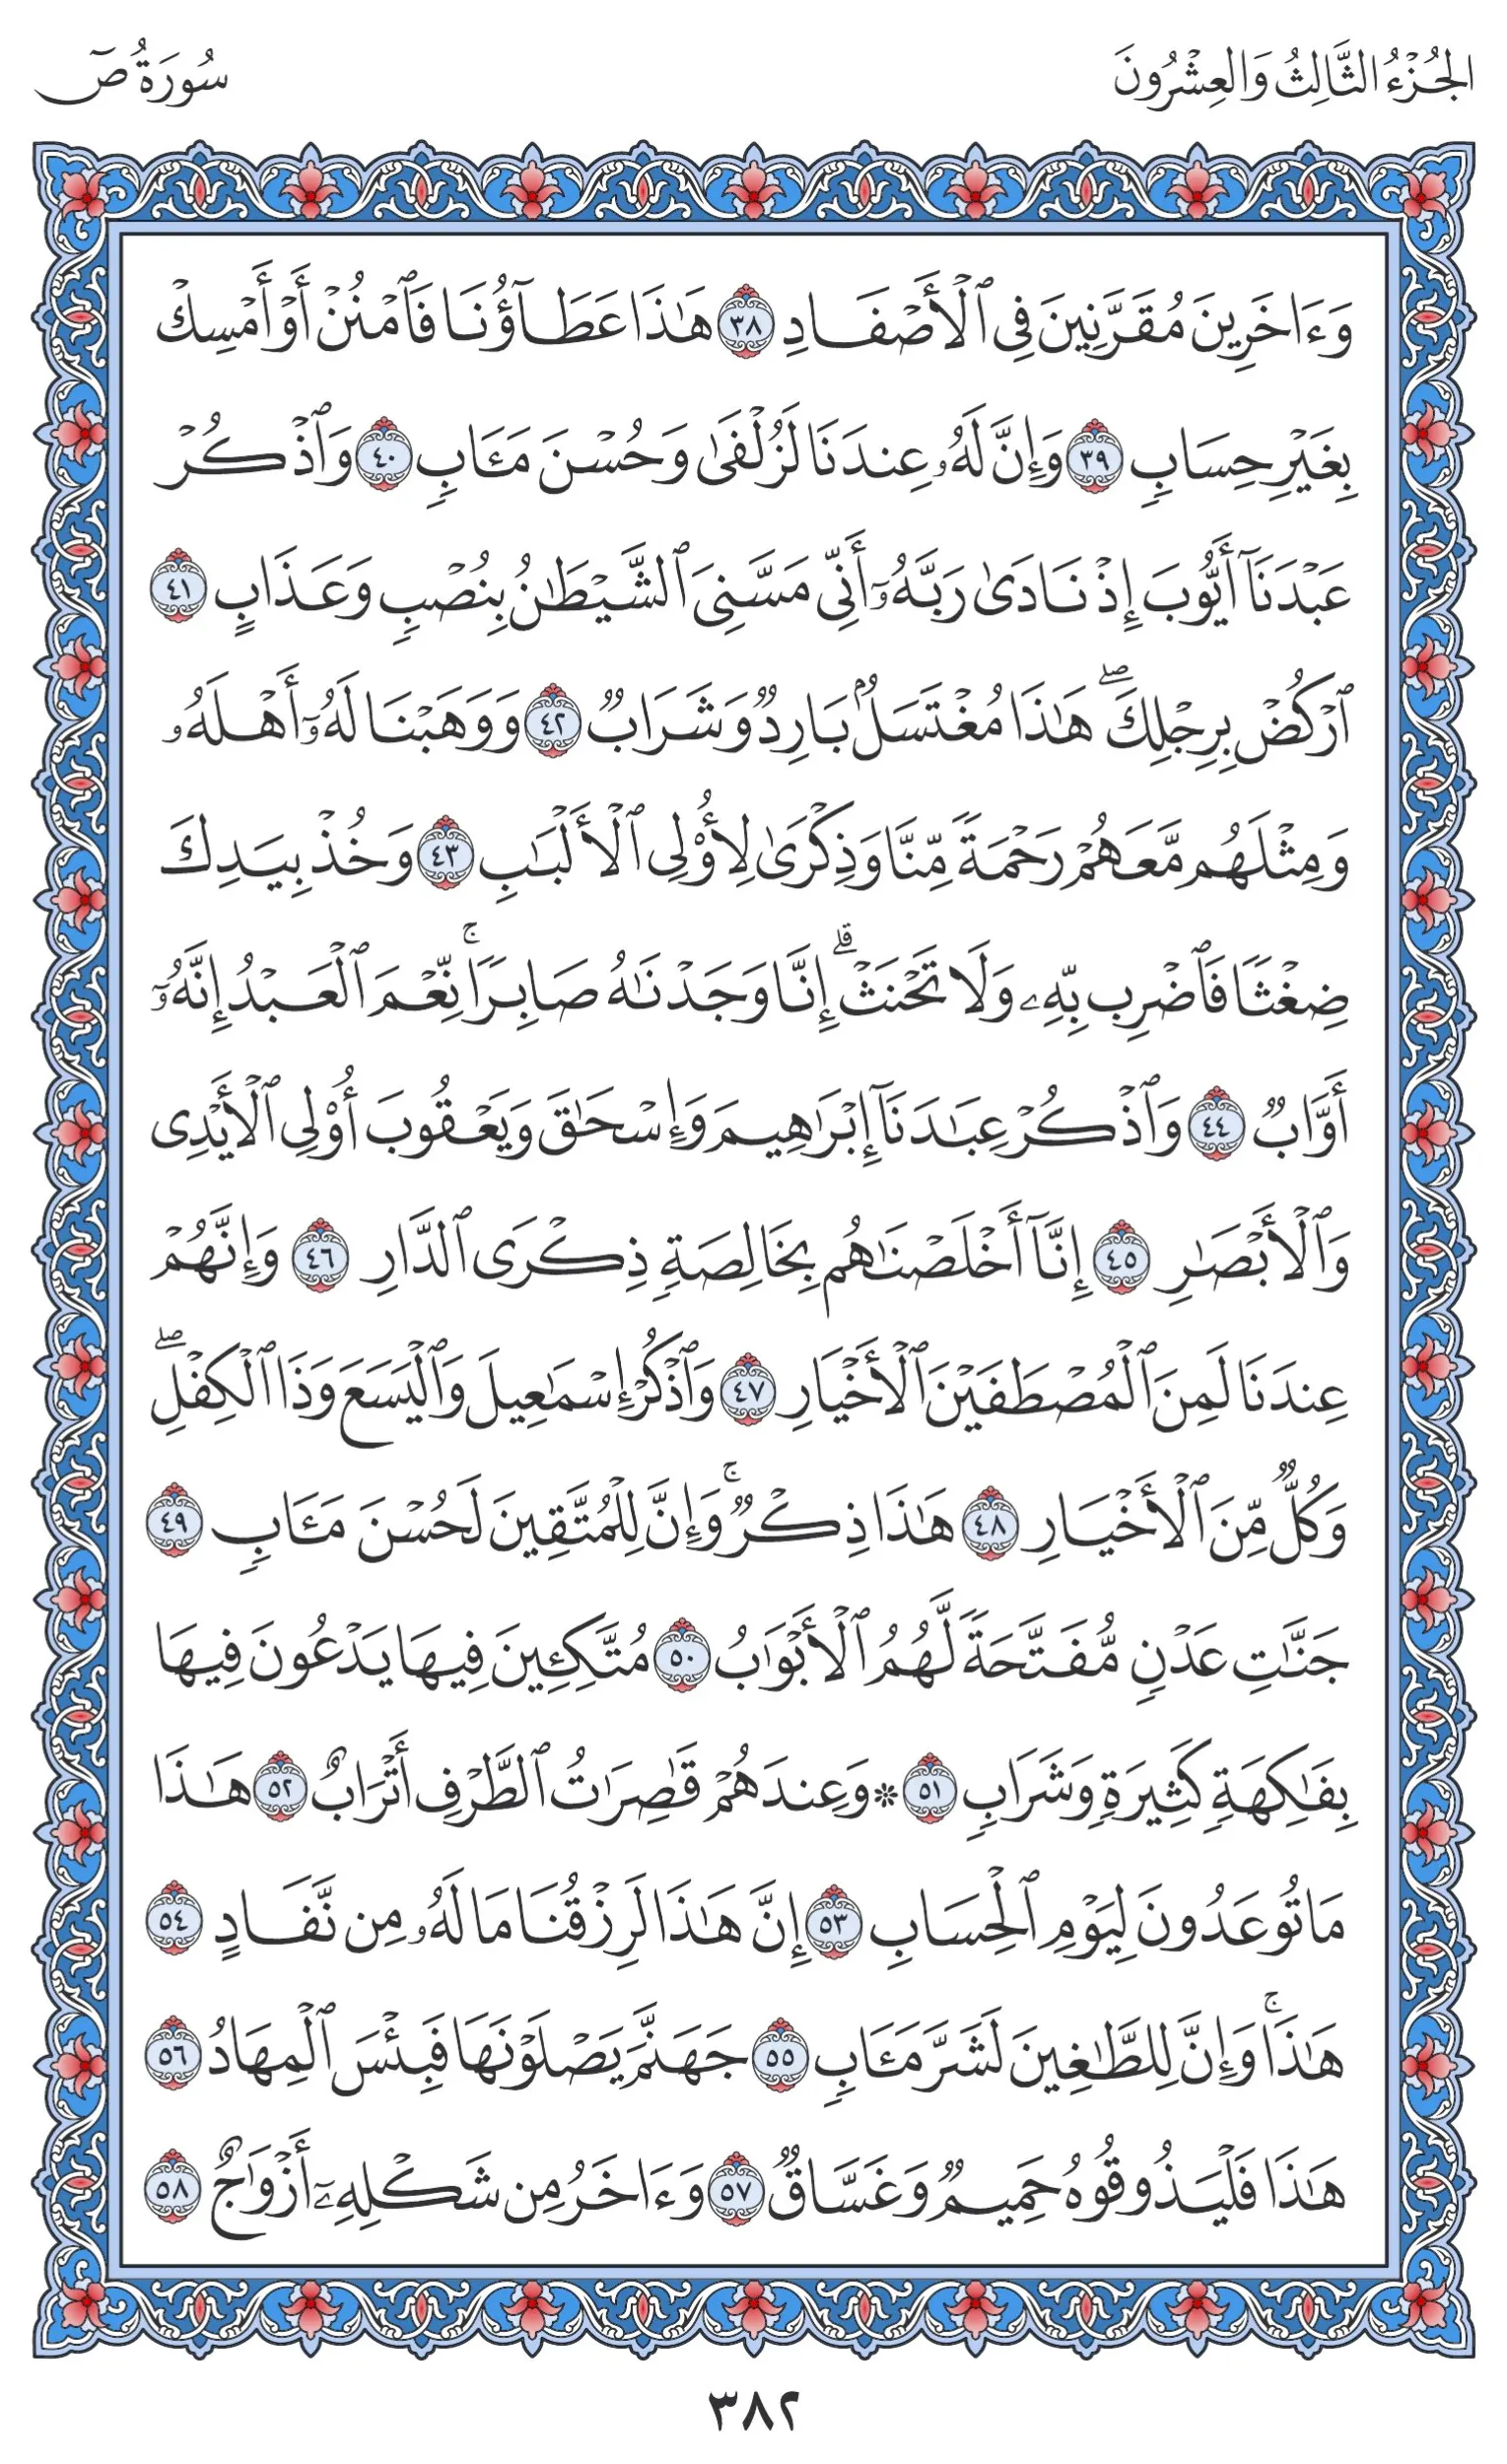 الجُزْءُ الثَّالِثُ وَالعِشْرُونَ
سُورَةُ صٓ
وَءَاخَرِينَ مُقَرَّنِينَ فِي ٱلْأَصْفَادِ ٣٨ هَٰذَا عَطَآؤُنَا فَٱمْنُنْ أَوْ أَمْسِكْ
بِغَيْرِ حِسَابٖ ٣٩ وَإِنَّ لَهُۥ عِندَنَا لَزُلْفَىٰ وَحُسْنَ مَـَٔابٖ ٤٠ وَٱذْكُرْ
عَبْدَنَآ أَيُّوبَ إِذْ نَادَىٰ رَبَّهُۥٓ أَنِّي مَسَّنِيَ ٱلشَّيْطَٰنُ بِنُصْبٖ وَعَذَابٍ ٤١
ٱرْكُضْ بِرِجْلِكَۖ هَٰذَا مُغْتَسَلُۢ بَارِدٞ وَشَرَابٞ ٤٢ وَوَهَبْنَا لَهُۥٓ أَهْلَهُۥ
وَمِثْلَهُم مَّعَهُمْ رَحْمَةٗ مِّنَّا وَذِكْرَىٰ لِأُوْلِي ٱلْأَلْبَٰبِ ٤٣ وَخُذْ بِيَدِكَ
ضِغْثٗا فَٱضْرِب بِّهِۦ وَلَا تَحْنَثْۗ إِنَّا وَجَدْنَٰهُ صَابِرٗاۚ نِّعْمَ ٱلْعَبْدُ إِنَّهُۥٓ
أَوَّابٞ ٤٤ وَٱذْكُرْ عِبَٰدَنَآ إِبْرَٰهِيمَ وَإِسْحَٰقَ وَيَعْقُوبَ أُوْلِي ٱلْأَيْدِي
وَٱلْأَبْصَٰرِ ٤٥ إِنَّآ أَخْلَصْنَٰهُم بِخَالِصَةٖ ذِكْرَى ٱلدَّارِ ٤٦ وَإِنَّهُمْ
عِندَنَا لَمِنَ ٱلْمُصْطَفَيْنَ ٱلْأَخْيَارِ ٤٧ وَٱذْكُرْ إِسْمَٰعِيلَ وَٱلْيَسَعَ وَذَا ٱلْكِفْلِۖ
وَكُلّٞ مِّنَ ٱلْأَخْيَارِ ٤٨ هَٰذَا ذِكْرٞۚ وَإِنَّ لِلْمُتَّقِينَ لَحُسْنَ مَـَٔابٖ ٤٩
جَنَّٰتِ عَدْنٖ مُّفَتَّحَةٗ لَّهُمُ ٱلْأَبْوَٰبُ ٥٠ مُتَّكِـِٔينَ فِيهَا يَدْعُونَ فِيهَا
بِفَٰكِهَةٖ كَثِيرَةٖ وَشَرَابٖ ٥١ ۞ وَعِندَهُمْ قَٰصِرَٰتُ ٱلطَّرْفِ أَتْرَابٌ ٥٢ هَٰذَا
مَا تُوعَدُونَ لِيَوْمِ ٱلْحِسَابِ ٥٣ إِنَّ هَٰذَا لَرِزْقُنَا مَا لَهُۥ مِن نَّفَادٍ ٥٤
هَٰذَاۚ وَإِنَّ لِلطَّٰغِينَ لَشَرَّ مَـَٔابٖ ٥٥ جَهَنَّمَ يَصْلَوْنَهَا فَبِئْسَ ٱلْمِهَادُ ٥٦
هَٰذَا فَلْيَذُوقُوهُ حَمِيمٞ وَغَسَّاقٞ ٥٧ وَءَاخَرُ مِن شَكْلِهِۦٓ أَزْوَٰجٌ ٥٨
٣٨٢